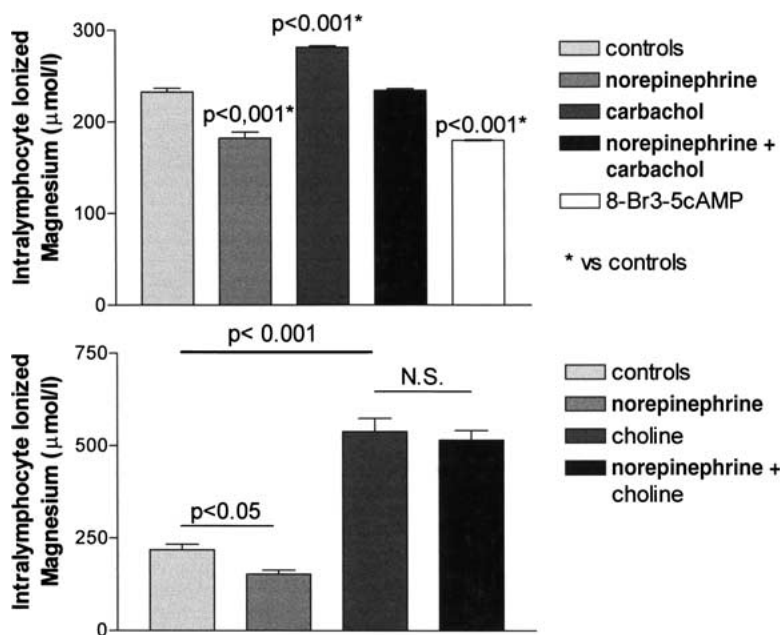 Intralymphocyte Ionized
Magnesium (μmol/l)
300
200
100
0
p<0,001*
p<0.001*
p<0.001*
controls
norepinephrine
carbachol
norepinephrine +
carbachol
8-Br3-5cAMP
* vs controls
Intralymphocyte Ionized
Magnesium (μmol/l)
750
500
250
0
p< 0.001
N.S.
p<0.05
controls
norepinephrine
choline
norepinephrine +
choline